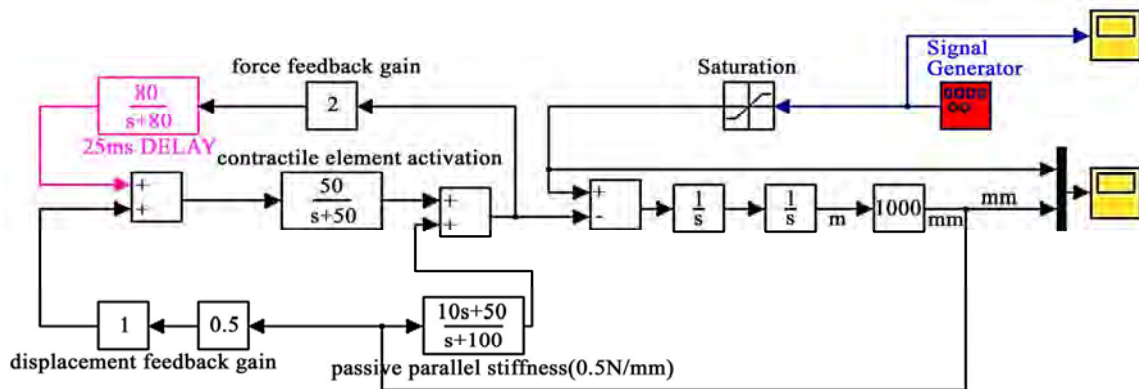 Signal
Generator
Saturation
force feedback gain
80
s+80
25ms DELAY
2
contractile element activation
+
+
50
s+50
+
+
+
-
1
s
1
s
m
1000
mm
mm
1
0.5
10s+50
s+100
displacement feedback gain
passive parallel stiffness(0.5N/mm)